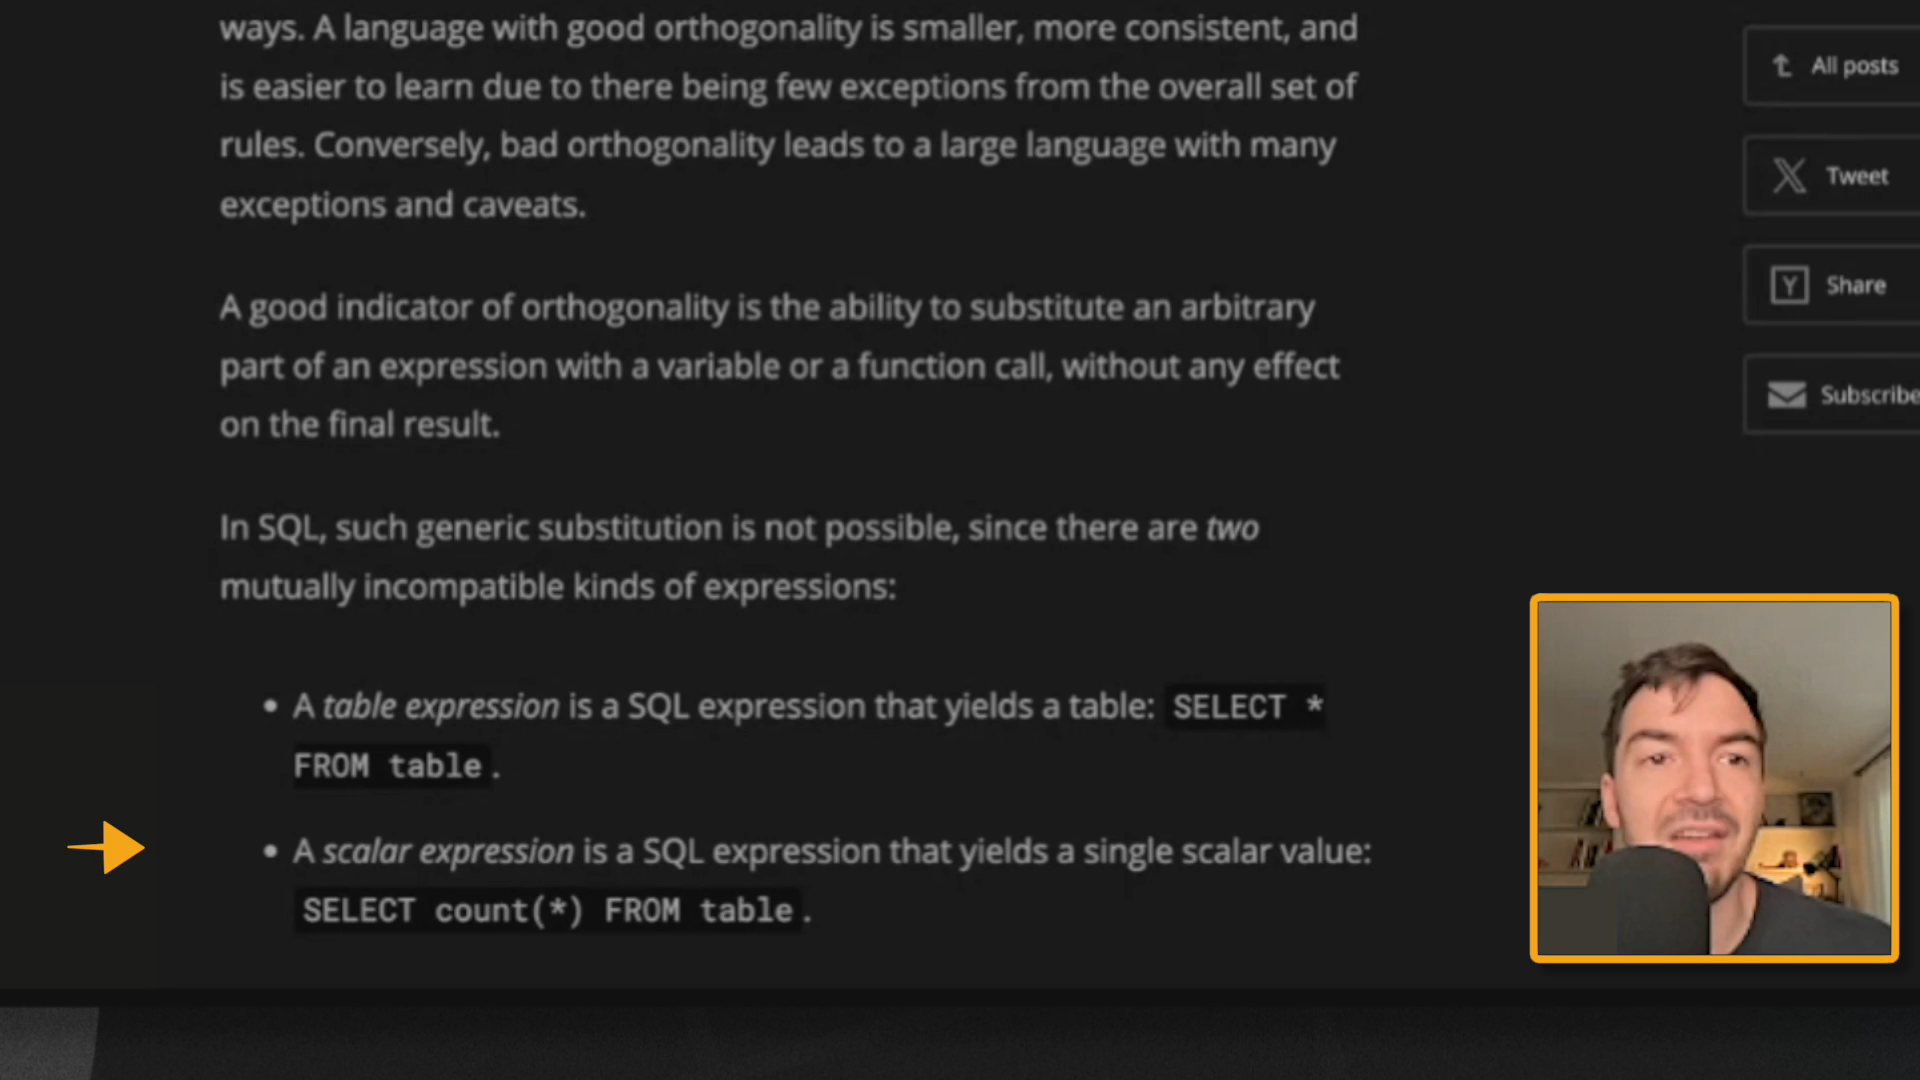 ways. A language with good orthogonality is smaller, more consistent, and
is easier to learn due to there being few exceptions from the overall set of
rules. Conversely, bad orthogonality leads to a large language with many
exceptions and caveats.
A good indicator of orthogonality is the ability to substitute an arbitrary
part of an expression with a variable or a function call, without any effect
on the final result.
In SQL, such generic substitution is not possible, since there are two
mutually incompatible kinds of expressions:
• A table expression is a SQL expression that yields a table: SELECT *
FROM table.
• A scalar expression is a SQL expression that yields a single scalar value:
SELECT count(*) FROM table.
All posts
Tweet
Y Share
Subscribe